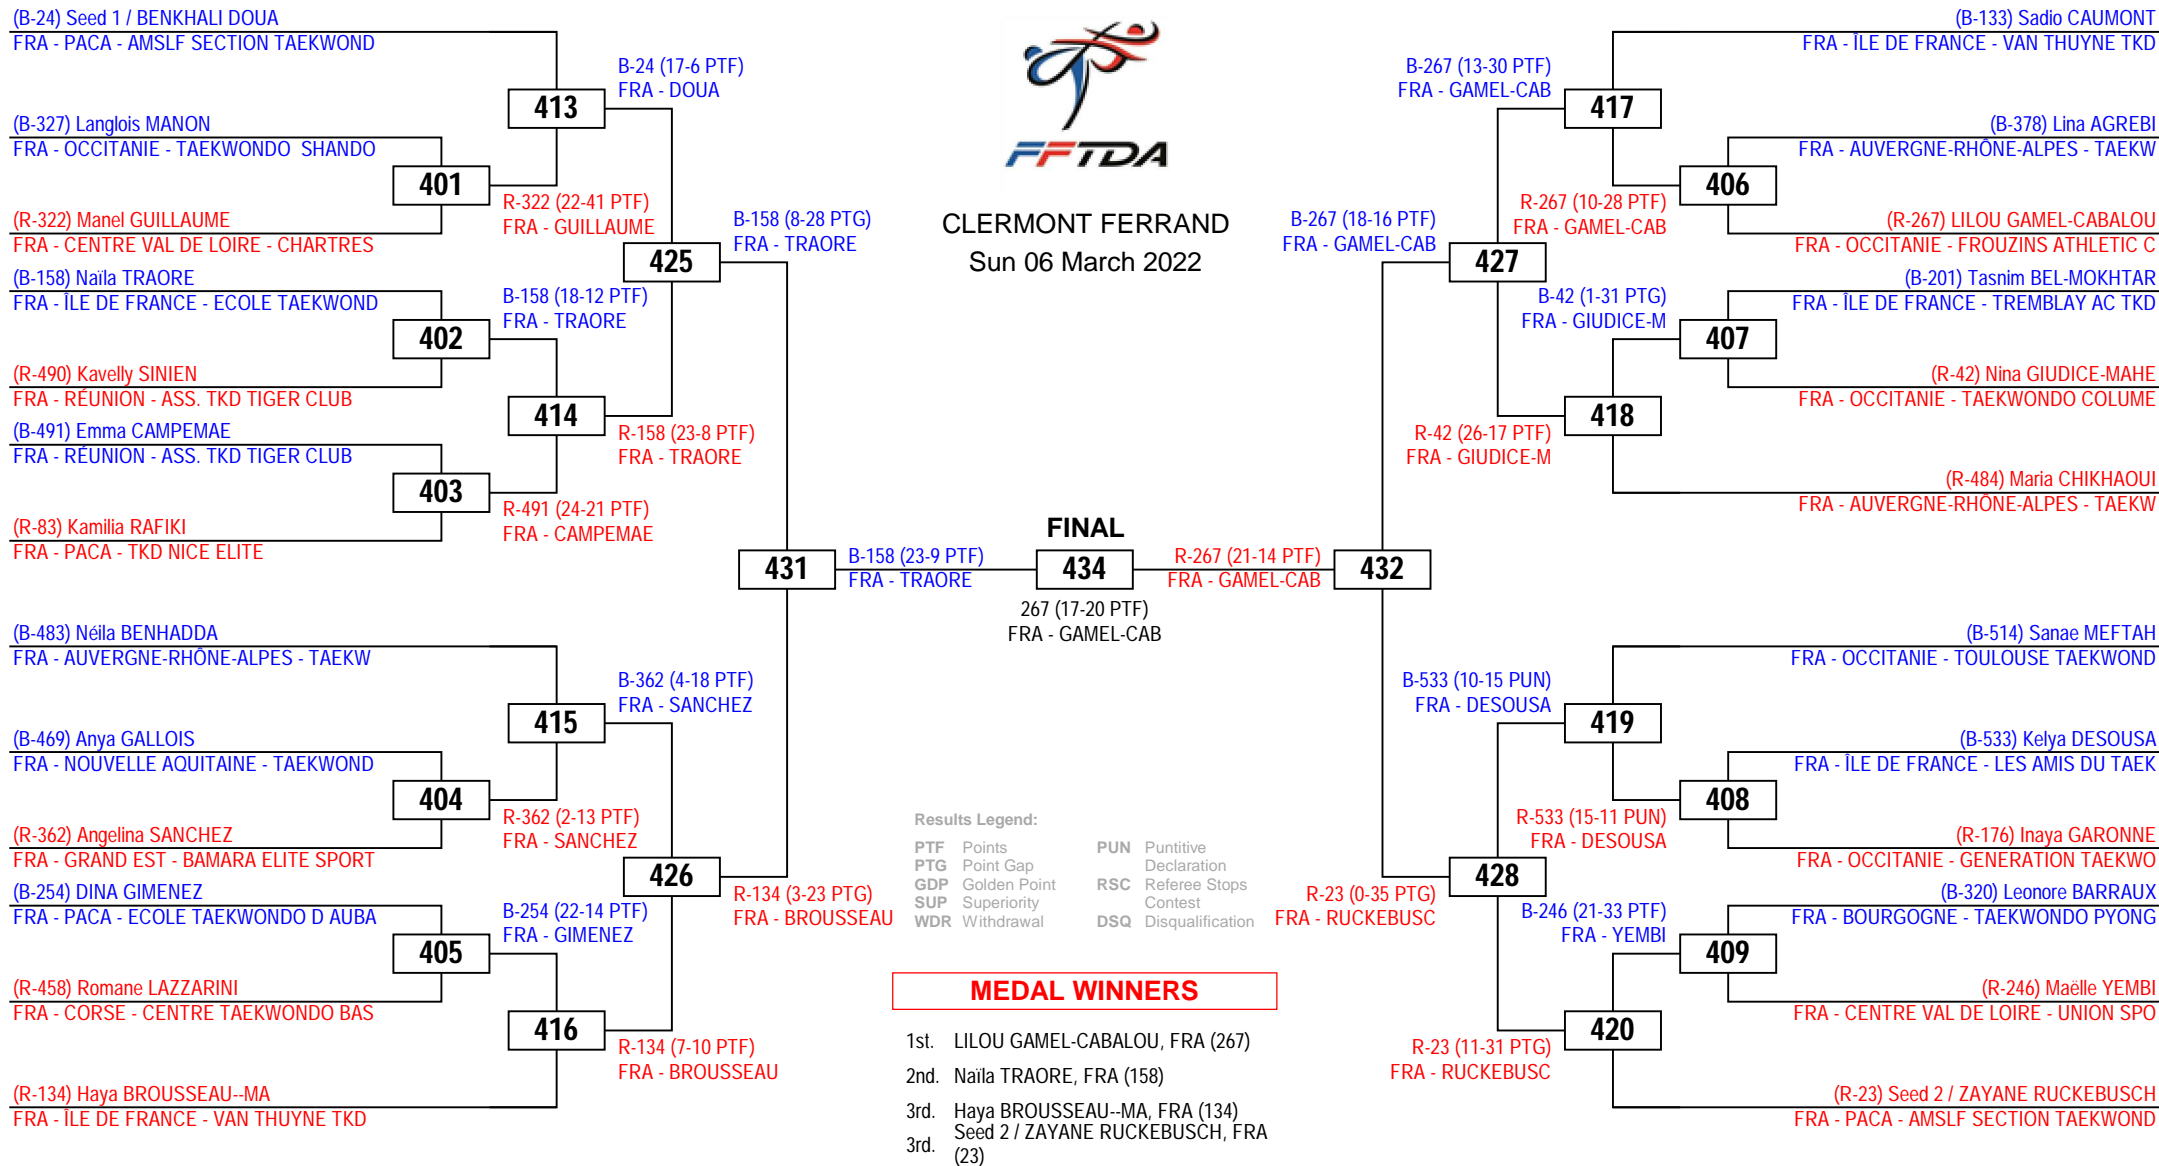 (B-24) Seed 1 / BENKHALI DOUA
FRA - PACA - AMSLF SECTION TAEKWOND
(B-327) Langlois MANON
FRA - OCCITANIE - TAEKWONDO  SHANDO
(R-322) Manel GUILLAUME
FRA - CENTRE VAL DE LOIRE - CHARTRES
(B-158) Naïla TRAORE
FRA - ÎLE DE FRANCE - ECOLE TAEKWOND
(R-490) Kavelly SINIEN
FRA - RÉUNION - ASS. TKD TIGER CLUB
(B-491) Emma CAMPEMAE
FRA - RÉUNION - ASS. TKD TIGER CLUB
(R-83) Kamilia RAFIKI
FRA - PACA - TKD NICE ELITE
(B-483) Néila BENHADDA
FRA - AUVERGNE-RHÔNE-ALPES - TAEKW
(B-469) Anya GALLOIS
FRA - NOUVELLE AQUITAINE - TAEKWOND
(R-362) Angelina SANCHEZ
FRA - GRAND EST - BAMARA ELITE SPORT
(B-254) DINA GIMENEZ
FRA - PACA - ECOLE TAEKWONDO D AUBA
(R-458) Romane LAZZARINI
FRA - CORSE - CENTRE TAEKWONDO BAS
(R-134) Haya BROUSSEAU--MA
FRA - ÎLE DE FRANCE - VAN THUYNE TKD
401
402
403
404
405
R-322 (22-41 PTF)
FRA - GUILLAUME
B-158 (18-12 PTF)
FRA - TRAORE
R-491 (24-21 PTF)
FRA - CAMPEMAE
R-362 (2-13 PTF)
FRA - SANCHEZ
B-254 (22-14 PTF)
FRA - GIMENEZ
413
414
415
416
B-24 (17-6 PTF)
FRA - DOUA
R-158 (23-8 PTF)
FRA - TRAORE
B-362 (4-18 PTF)
FRA - SANCHEZ
R-134 (7-10 PTF)
FRA - BROUSSEAU
425
426
B-158 (8-28 PTG)
FRA - TRAORE
R-134 (3-23 PTG)
FRA - BROUSSEAU
431
B-158 (23-9 PTF)
FRA - TRAORE
FFTDA
CLERMONT FERRAND
Sun 06 March 2022
FINAL
434
267 (17-20 PTF)
FRA - GAMEL-CAB
R-267 (21-14 PTF)
FRA - GAMEL-CAB
432
B-267 (18-16 PTF)
FRA - GAMEL-CAB
R-23 (0-35 PTG)
FRA - RUCKEBUSC
427
428
B-267 (13-30 PTF)
FRA - GAMEL-CAB
R-42 (26-17 PTF)
FRA - GIUDICE-M
B-533 (10-15 PUN)
FRA - DESOUSA
R-23 (11-31 PTG)
FRA - RUCKEBUSC
417
418
419
420
R-267 (10-28 PTF)
FRA - GAMEL-CAB
B-42 (1-31 PTG)
FRA - GIUDICE-M
R-533 (15-11 PUN)
FRA - DESOUSA
B-246 (21-33 PTF)
FRA - YEMBI
406
407
408
409
(B-133) Sadio CAUMONT
FRA - ÎLE DE FRANCE - VAN THUYNE TKD
(B-378) Lina AGREBI
FRA - AUVERGNE-RHÔNE-ALPES - TAEKW
(R-267) LILOU GAMEL-CABALOU
FRA - OCCITANIE - FROUZINS ATHLETIC C
(B-201) Tasnim BEL-MOKHTAR
FRA - ÎLE DE FRANCE - TREMBLAY AC TKD
(R-42) Nina GIUDICE-MAHE
FRA - OCCITANIE - TAEKWONDO COLUME
(R-484) Maria CHIKHAOUI
FRA - AUVERGNE-RHÔNE-ALPES - TAEKW
(B-514) Sanae MEFTAH
FRA - OCCITANIE - TOULOUSE TAEKWOND
(B-533) Kelya DESOUSA
FRA - ÎLE DE FRANCE - LES AMIS DU TAEK
(R-176) Inaya GARONNE
FRA - OCCITANIE - GENERATION TAEKWO
(B-320) Leonore BARRAUX
FRA - BOURGOGNE - TAEKWONDO PYONG
(R-246) Maëlle YEMBI
FRA - CENTRE VAL DE LOIRE - UNION SPO
(R-23) Seed 2 / ZAYANE RUCKEBUSCH
FRA - PACA - AMSLF SECTION TAEKWOND
Results Legend:
PTF Points
PTG Point Gap
GDP Golden Point
SUP Superiority
WDR Withdrawal
PUN Puntitive
Declaration
RSC Referee Stops
Contest
DSQ Disqualification
MEDAL WINNERS
1st. LILOU GAMEL-CABALOU, FRA (267)
2nd. Naïla TRAORE, FRA (158)
3rd. Haya BROUSSEAU--MA, FRA (134)
3rd. Seed 2 / ZAYANE RUCKEBUSCH, FRA
(23)